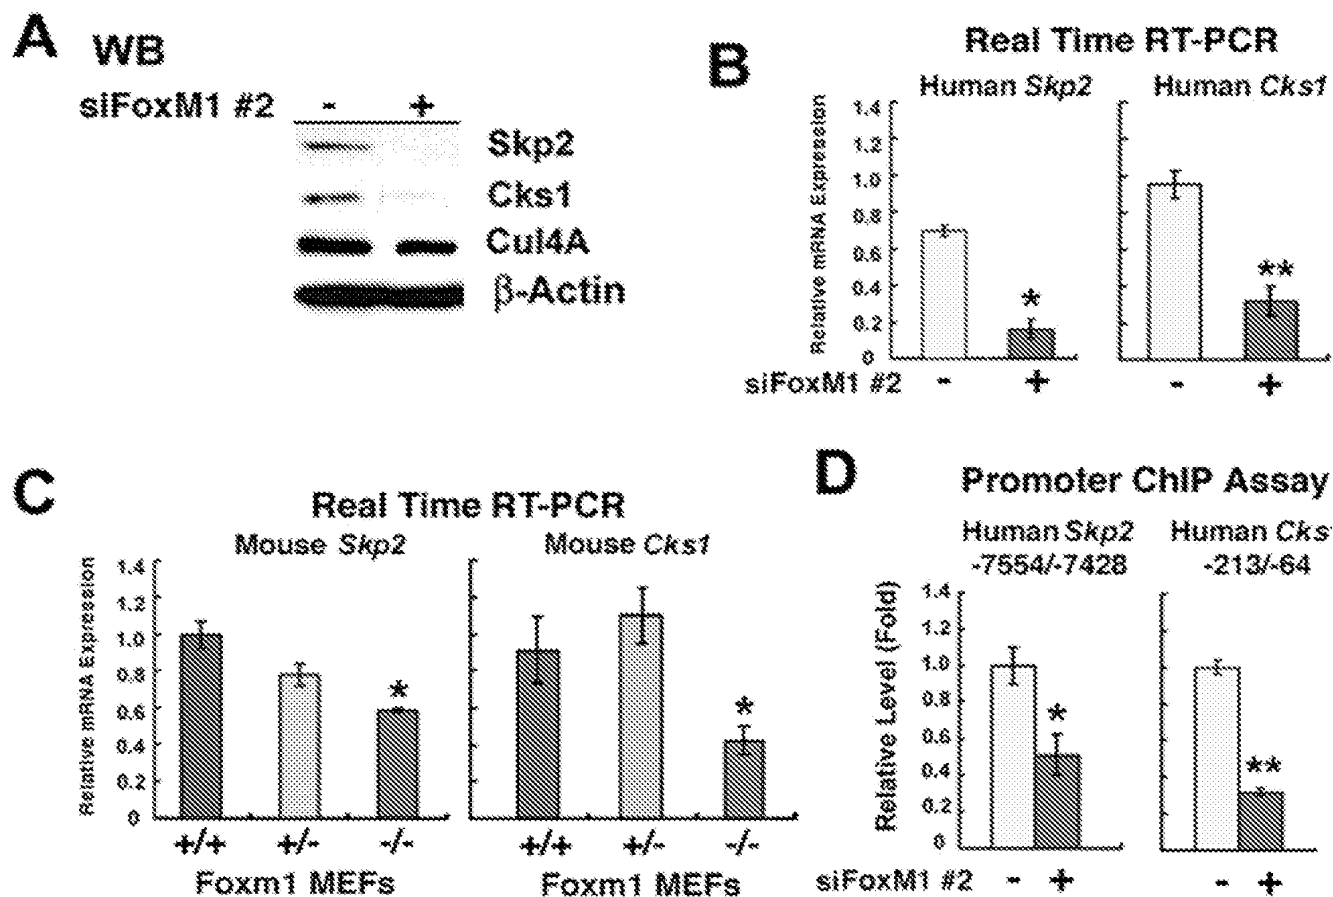 A WB
siFoxM1 #2 - +
Skp2
Cks1
Cul4A
β-Actin
B Real Time RT-PCR
Human Skp2 Human Cks1
Relative mRNA Expression
1.4
1.2
1.0
0.8
0.6
0.4
0.2
0
* **
siFoxM1 #2 - + - +
C Real Time RT-PCR
Mouse Skp2 Mouse Cks1
Relative mRNA Expression
1.4
1.2
1.0
0.8
0.6
0.4
0.2
0
* *
+/+ +/- -/- +/+ +/- -/-
Foxm1 MEFs Foxm1 MEFs
D Promoter ChIP Assay
Human Skp2 Human Cks
-7554/-7428 -213/-64
Relative Level (Fold)
1.4
1.2
1.0
0.8
0.6
0.4
0.2
0
* **
siFoxM1 #2 - + - +